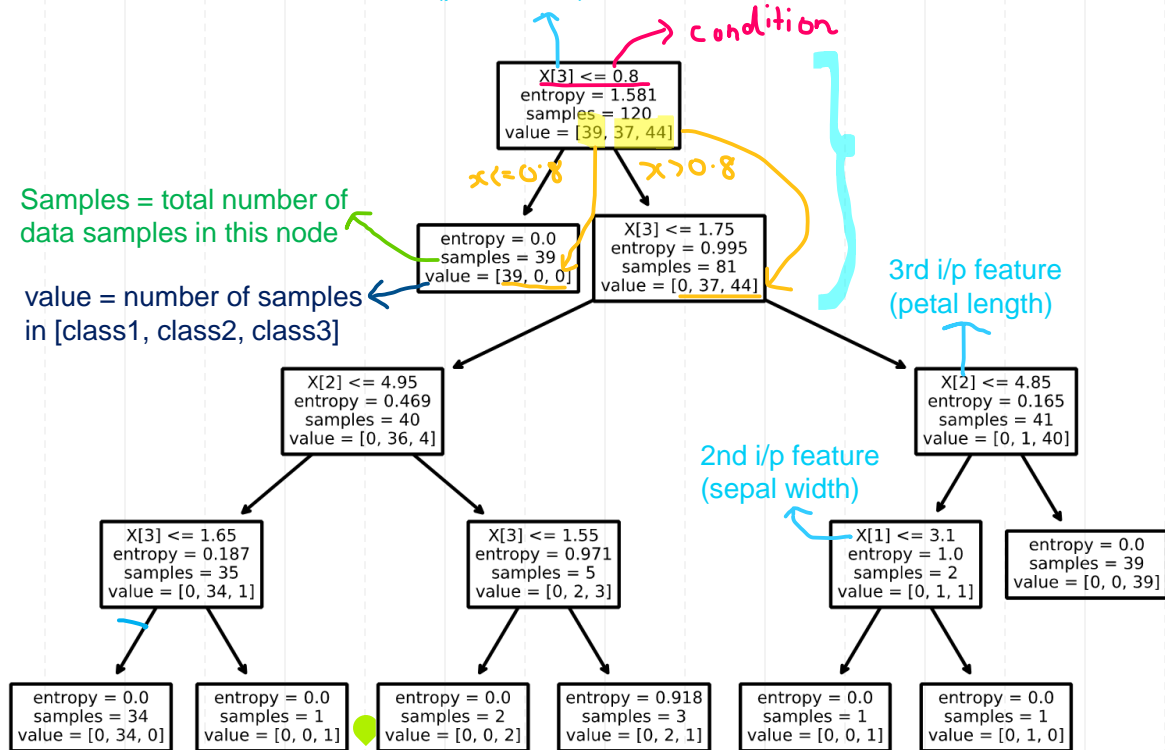 condition
X[3] <= 0.8
entropy = 1.581
samples = 120
value = [39, 37, 44]
x<=0.8
x>0.8
Samples = total number of
data samples in this node
entropy = 0.0
samples = 39
value = [39, 0, 0]
X[3] <= 1.75
entropy = 0.995
samples = 81
value = [0, 37, 44]
value = number of samples
in [class1, class2, class3]
3rd i/p feature
(petal length)
X[2] <= 4.95
entropy = 0.469
samples = 40
value = [0, 36, 4]
X[2] <= 4.85
entropy = 0.165
samples = 41
value = [0, 1, 40]
2nd i/p feature
(sepal width)
X[3] <= 1.65
entropy = 0.187
samples = 35
value = [0, 34, 1]
X[3] <= 1.55
entropy = 0.971
samples = 5
value = [0, 2, 3]
X[1] <= 3.1
entropy = 1.0
samples = 2
value = [0, 1, 1]
entropy = 0.0
samples = 39
value = [0, 0, 39]
entropy = 0.0
samples = 34
value = [0, 34, 0]
entropy = 0.0
samples = 1
value = [0, 0, 1]
entropy = 0.0
samples = 2
value = [0, 0, 2]
entropy = 0.918
samples = 3
value = [0, 2, 1]
entropy = 0.0
samples = 1
value = [0, 0, 1]
entropy = 0.0
samples = 1
value = [0, 1, 0]